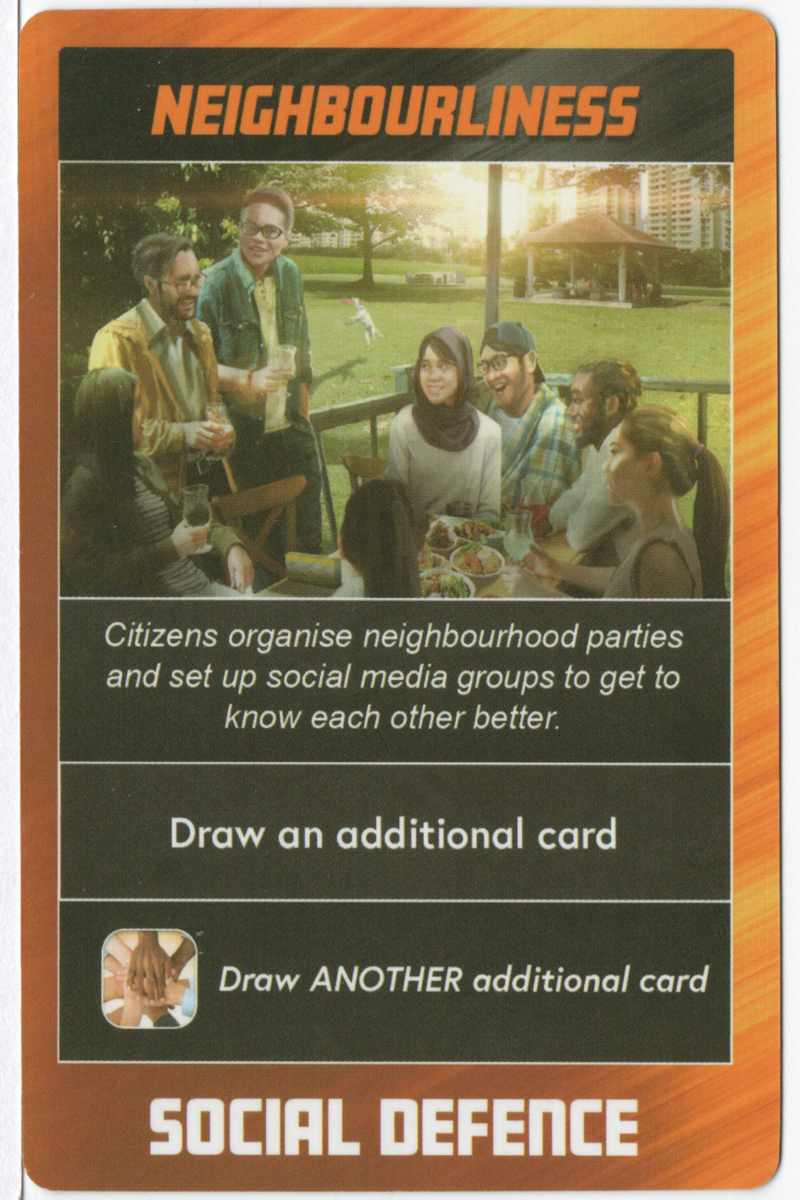 NEIGHBOURLINESS
Citizens organise neighbourhood parties
and set up social media groups to get to
know each other better.
Draw an additional card
Draw ANOTHER additional card
SOCIAL DEFENCE